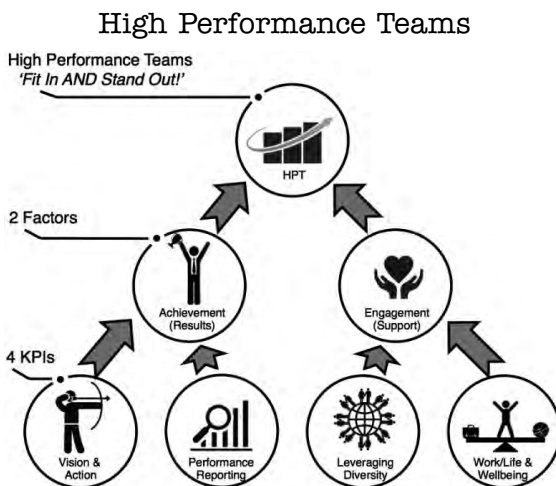 High Performance Teams
High Performance Teams
'Fit In AND Stand Out!'
HPT
2 Factors
Achievement
(Results)
Engagement
(Support)
4 KPIs
Vision &
Action
Performance
Reporting
Leveraging
Diversity
Work/Life &
Wellbeing